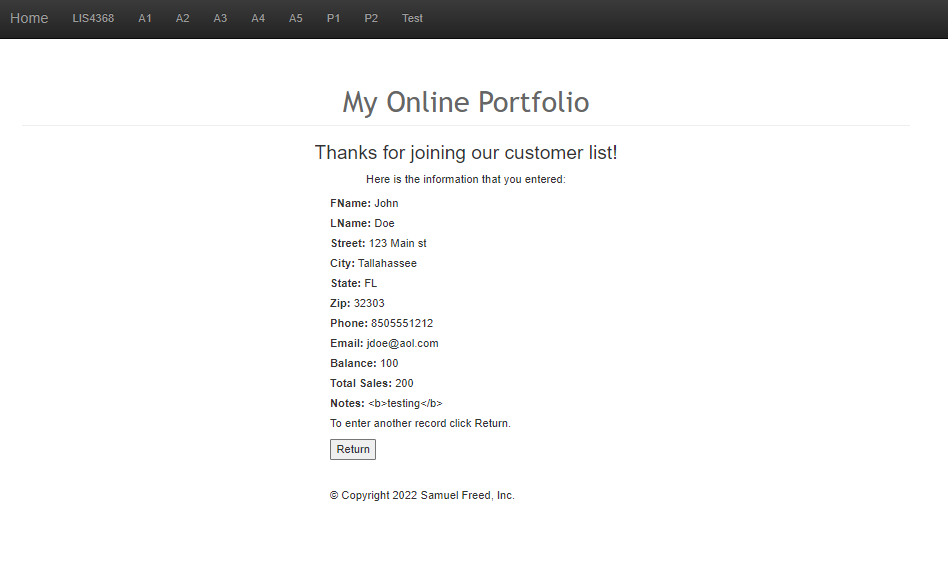 Home LIS4368 A1 A2 A3 A4 A5 P1 P2 Test
My Online Portfolio
Thanks for joining our customer list!
Here is the information that you entered:
FName: John
LName: Doe
Street: 123 Main st
City: Tallahassee
State: FL
Zip: 32303
Phone: 8505551212
Email: jdoe@aol.com
Balance: 100
Total Sales: 200
Notes: <b>testing</b>
To enter another record click Return.
Return
© Copyright 2022 Samuel Freed, Inc.